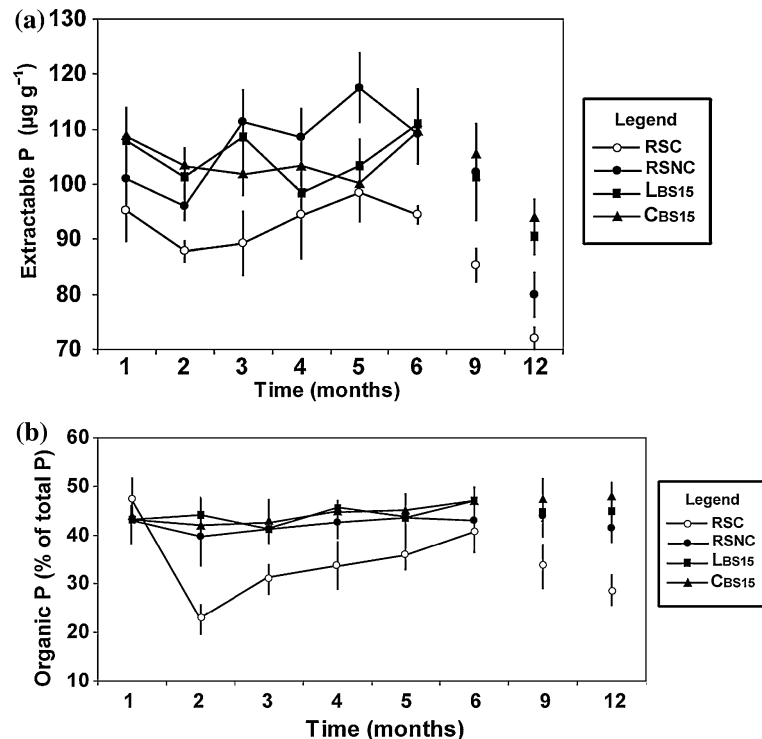 (a)
130
120
110
100
90
80
70
Extractable P (µg g⁻¹)
1 2 3 4 5 6 9 12
Time (months)
Legend
RSC
RSNC
LBS15
CBS15
(b)
60
50
40
30
20
10
Organic P (% of total P)
1 2 3 4 5 6 9 12
Time (months)
Legend
RSC
RSNC
LBS15
CBS15